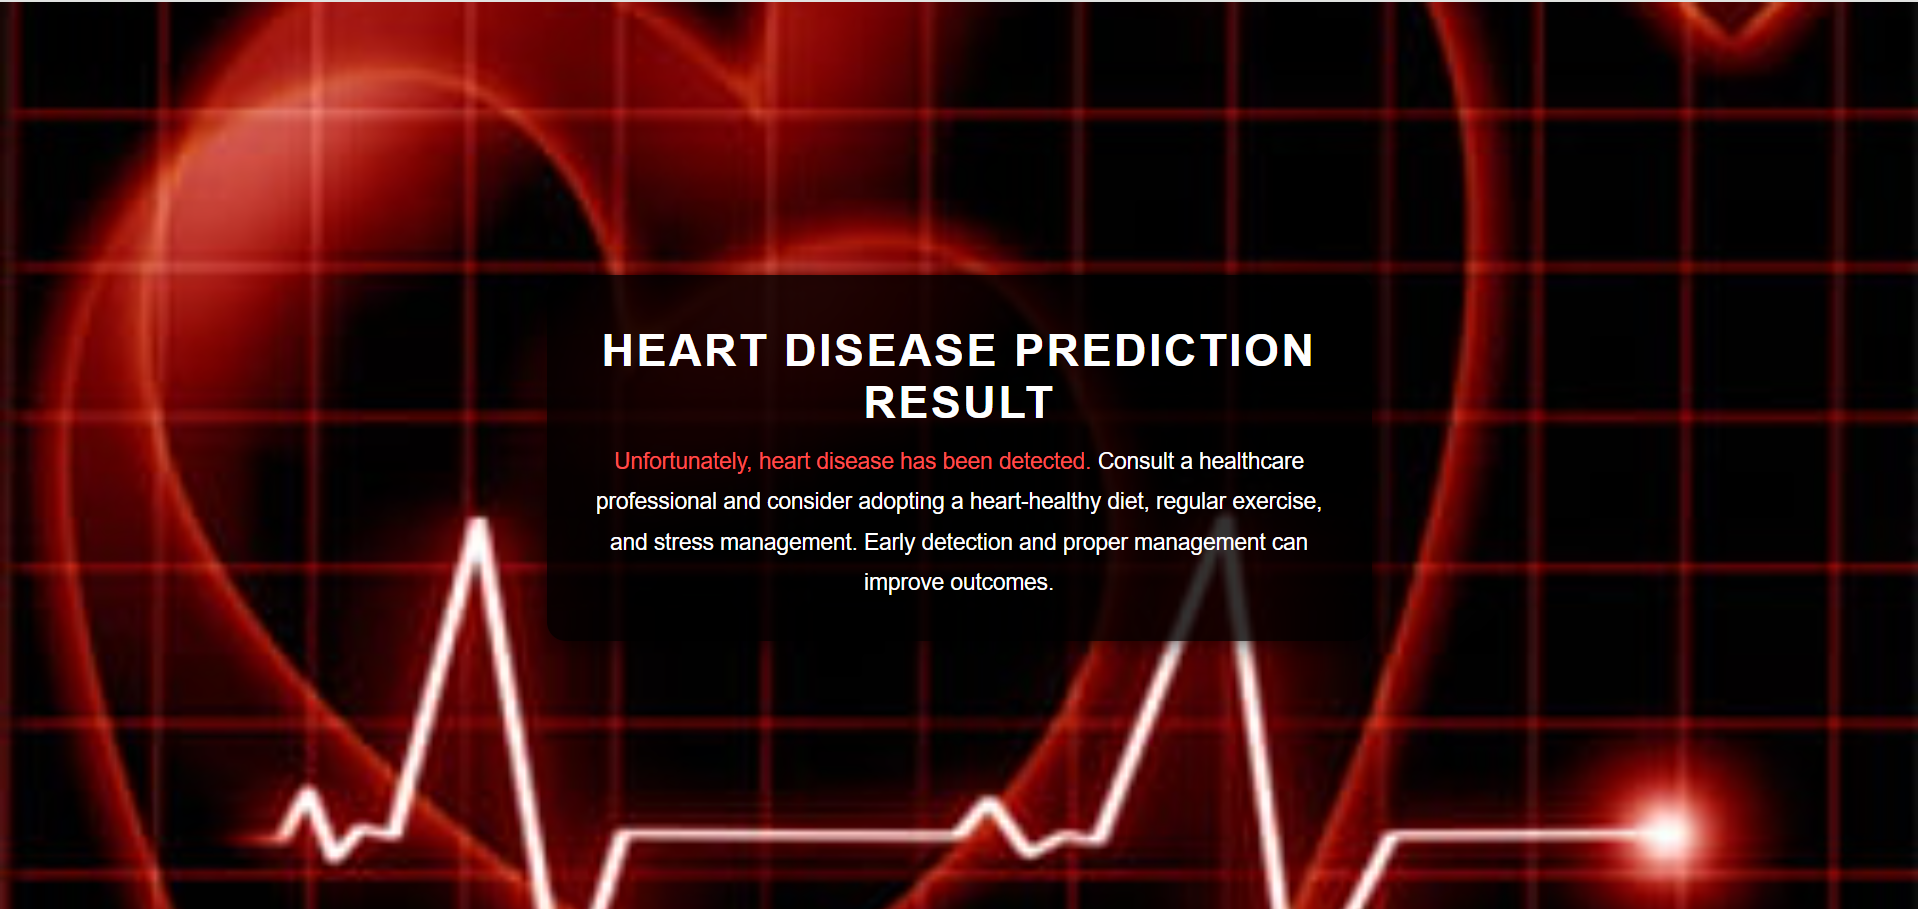 HEART DISEASE PREDICTION
RESULT
Unfortunately, heart disease has been detected. Consult a healthcare
professional and consider adopting a heart-healthy diet, regular exercise,
and stress management. Early detection and proper management can
improve outcomes.